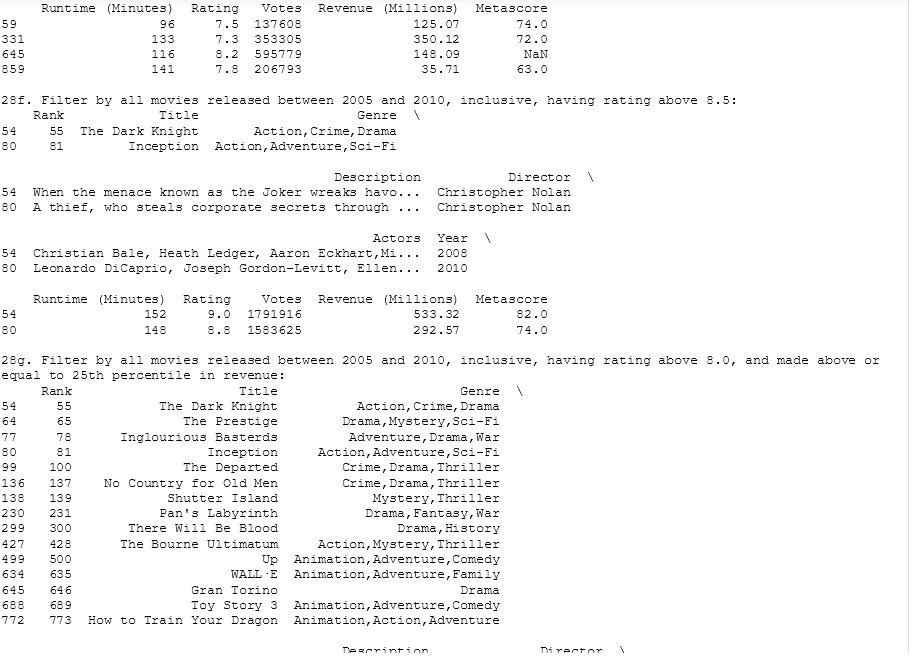 Runtime (Minutes)  Rating   Votes  Revenue (Millions)  Metascore
59                 96     7.5  137608              125.07       74.0
331               133     7.3  353305              350.12       72.0
645               116     8.2  595779              148.09        NaN
859               141     7.8  206793               35.71       63.0
28f. Filter by all movies released between 2005 and 2010, inclusive, having rating above 8.5:
    Rank            Title                    Genre  \
54    55  The Dark Knight       Action,Crime,Drama
80    81        Inception  Action,Adventure,Sci-Fi
                                          Description           Director  \
54  When the menace known as the Joker wreaks havo...  Christopher Nolan
80  A thief, who steals corporate secrets through ...  Christopher Nolan
                                               Actors  Year  \
54  Christian Bale, Heath Ledger, Aaron Eckhart,Mi...  2008
80  Leonardo DiCaprio, Joseph Gordon-Levitt, Ellen...  2010
    Runtime (Minutes)  Rating    Votes  Revenue (Millions)  Metascore
54                152     9.0  1791916              533.32       82.0
80                148     8.8  1583625              292.57       74.0
28g. Filter by all movies released between 2005 and 2010, inclusive, having rating above 8.0, and made above or
equal to 25th percentile in revenue:
     Rank                     Title                       Genre  \
54     55           The Dark Knight          Action,Crime,Drama
64     65              The Prestige        Drama,Mystery,Sci-Fi
77     78      Inglourious Basterds         Adventure,Drama,War
80     81                 Inception     Action,Adventure,Sci-Fi
99    100              The Departed        Crime,Drama,Thriller
136   137    No Country for Old Men        Crime,Drama,Thriller
138   139            Shutter Island            Mystery,Thriller
230   231           Pan's Labyrinth           Drama,Fantasy,War
299   300       There Will Be Blood               Drama,History
427   428      The Bourne Ultimatum     Action,Mystery,Thriller
499   500                        Up  Animation,Adventure,Comedy
634   635                    WALL·E  Animation,Adventure,Family
645   646               Gran Torino                       Drama
688   689               Toy Story 3  Animation,Adventure,Comedy
772   773  How to Train Your Dragon  Animation,Action,Adventure
                                           Description              Director  \